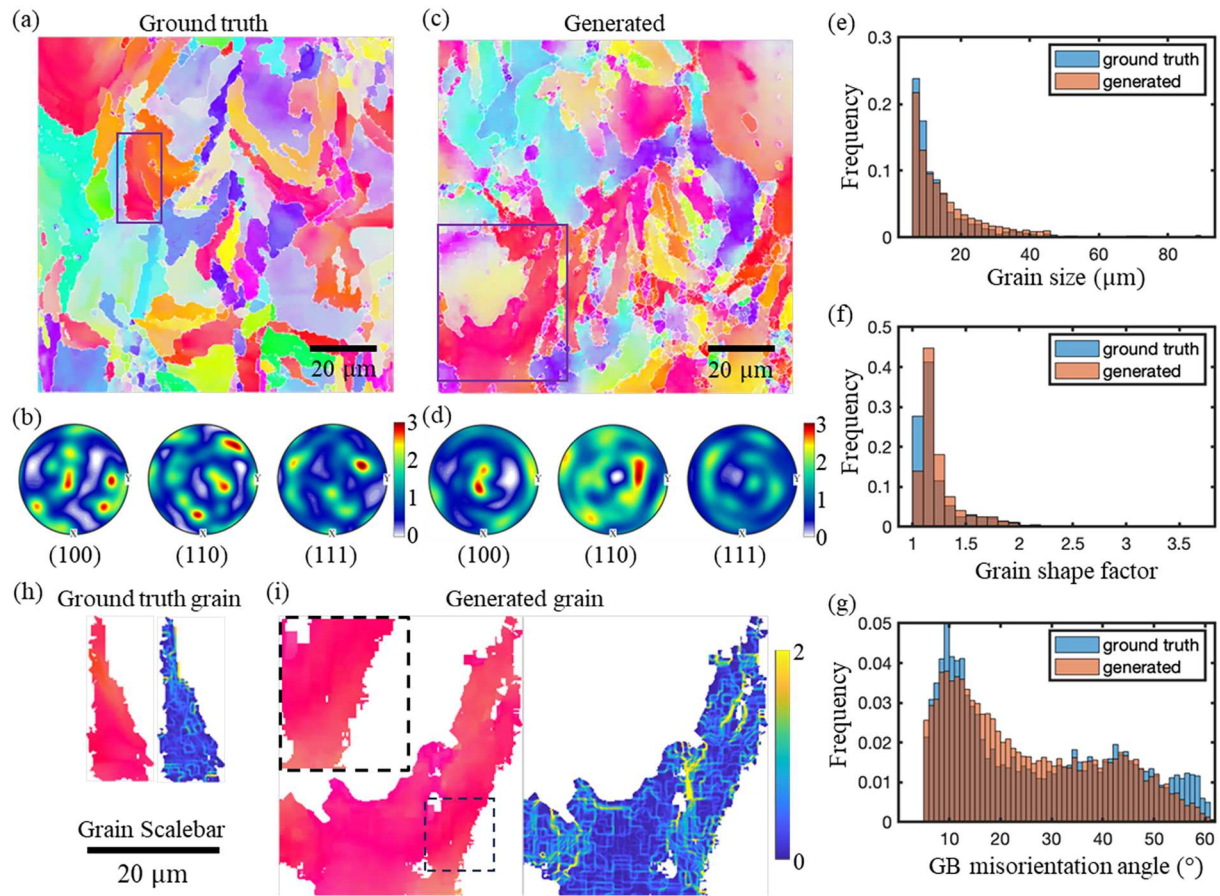 (a)
Ground truth
20 μm
(c)
Generated
20 μm
(e)
0.3
0.2
0.1
0
Frequency
ground truth
generated
20
40
60
80
Grain size (μm)
(f)
0.5
0.4
0.3
0.2
0.1
0
Frequency
ground truth
generated
1
1.5
2
2.5
3
3.5
Grain shape factor
(b)
Y
X
(100)
Y
X
(110)
Y
X
(111)
3
2
1
0
(d)
Y
X
(100)
Y
X
(110)
Y
X
(111)
3
2
1
0
(h)
Ground truth grain
Grain Scalebar
20 μm
(i)
Generated grain
2
0
(g)
0.05
0.04
0.03
0.02
0.01
0
Frequency
ground truth
generated
10
20
30
40
50
60
GB misorientation angle (°)